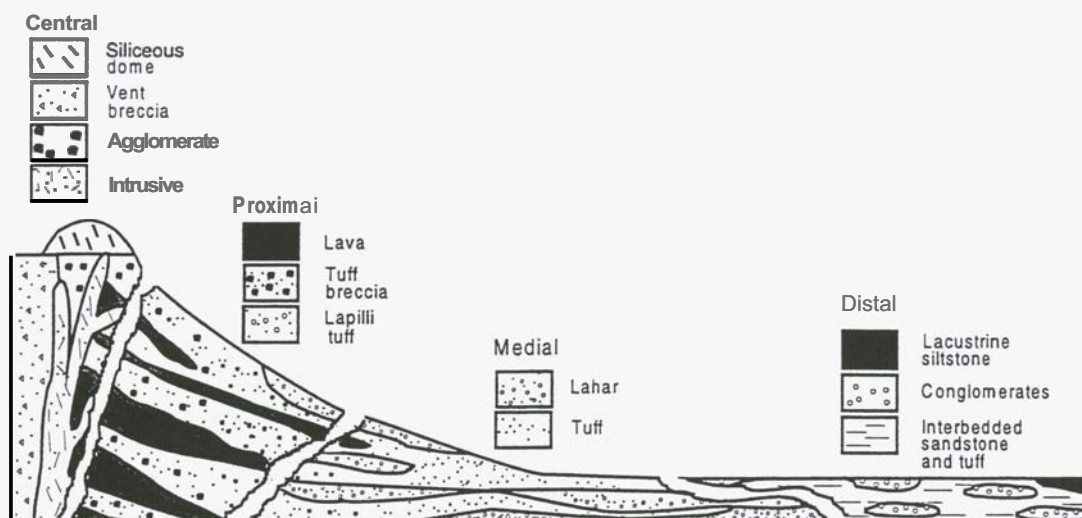 Central
Siliceous
dome
Vent
breccia
Agglomerate
Intrusive
Proximai
Lava
Tuff
breccia
Lapilli
tuff
Medial
Lahar
Tuff
Distal
Lacustrine
siltstone
Conglomerates
Interbedded
sandstone
and tuff